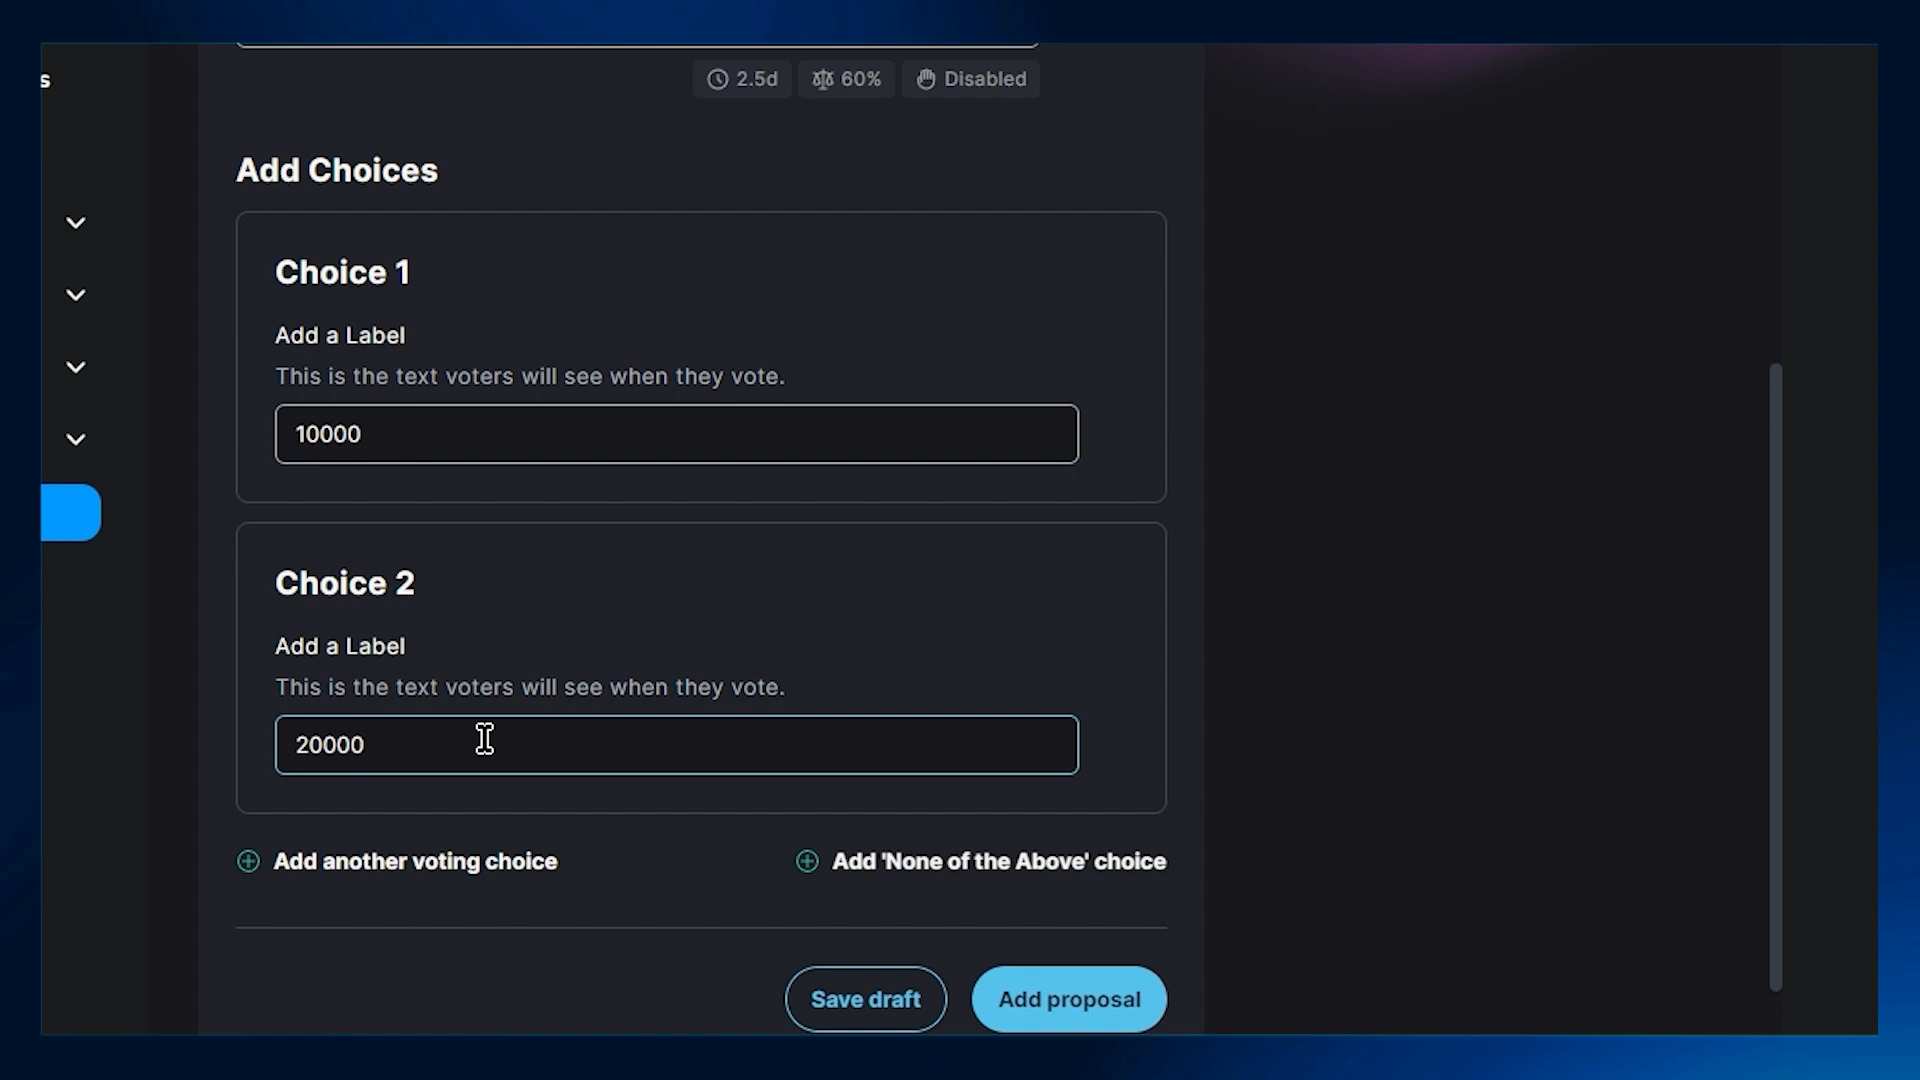 s
2.5d 60% Disabled
Add Choices
Choice 1
Add a Label
This is the text voters will see when they vote.
10000
Choice 2
Add a Label
This is the text voters will see when they vote.
20000
Add another voting choice Add 'None of the Above' choice
Save draft Add proposal